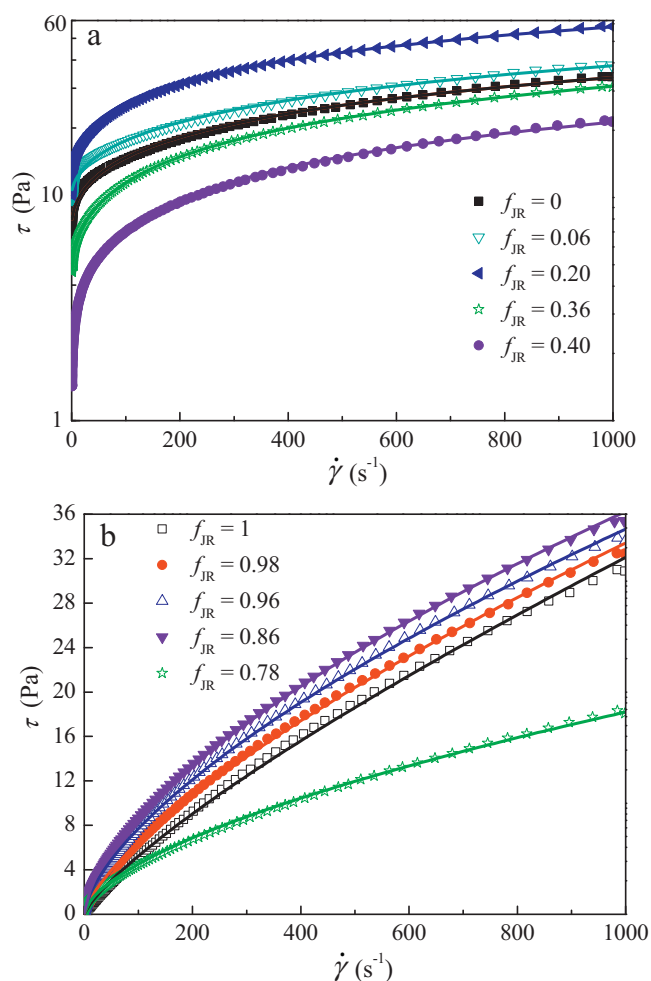 a
60
10
1
τ (Pa)
f_JR = 0
f_JR = 0.06
f_JR = 0.20
f_JR = 0.36
f_JR = 0.40
0 200 400 600 800 1000
γ̇ (s⁻¹)
b
36
32
28
24
20
16
12
8
4
0
τ (Pa)
f_JR = 1
f_JR = 0.98
f_JR = 0.96
f_JR = 0.86
f_JR = 0.78
0 200 400 600 800 1000
γ̇ (s⁻¹)